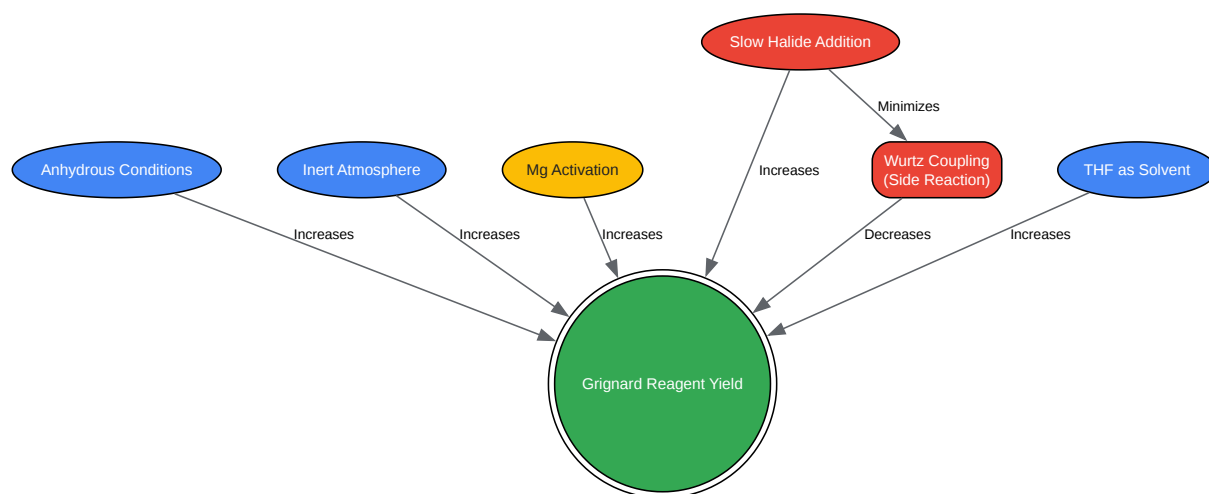 Slow Halide Addition
Minimizes
Anhydrous Conditions
Inert Atmosphere
Mg Activation
Increases
Wurtz Coupling
(Side Reaction)
THF as Solvent
Increases
Increases
Increases
Decreases
Increases
Grignard Reagent Yield